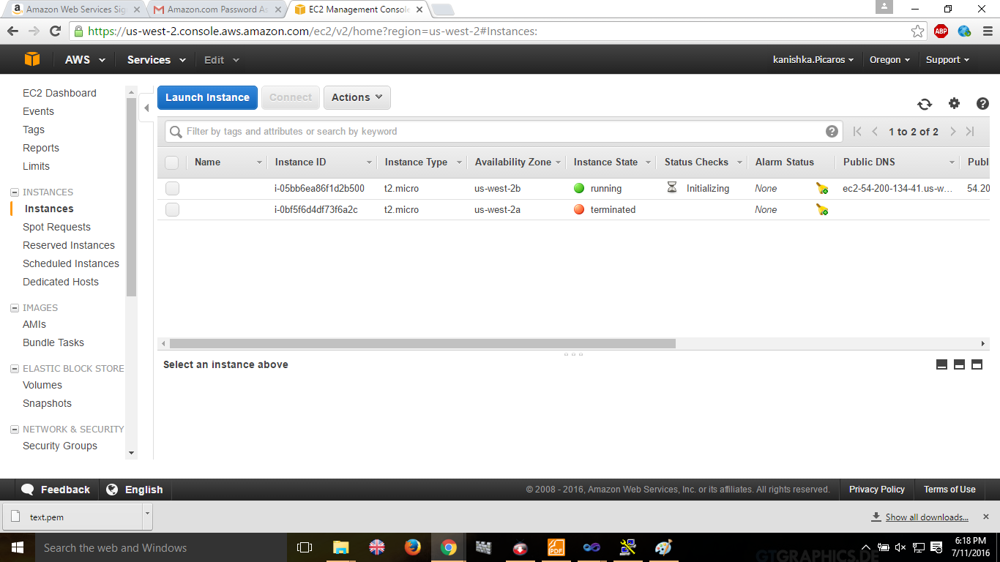 Amazon Web Services Sig
Amazon.com Password As
EC2 Management Console
https://us-west-2.console.aws.amazon.com/ec2/v2/home?region=us-west-2#Instances:
ABP
AWS Services Edit kanishka.Picaros Oregon Support
EC2 Dashboard
Events
Tags
Reports
Limits
INSTANCES
Instances
Spot Requests
Reserved Instances
Scheduled Instances
Dedicated Hosts
IMAGES
AMIs
Bundle Tasks
ELASTIC BLOCK STORE
Volumes
Snapshots
NETWORK & SECURITY
Security Groups
Launch Instance Connect Actions
Filter by tags and attributes or search by keyword
1 to 2 of 2
Name Instance ID Instance Type Availability Zone Instance State Status Checks Alarm Status Public DNS Publ
i-05bb6ea86f1d2b500 t2.micro us-west-2b running Initializing None ec2-54-200-134-41.us-w... 54.20
i-0bf5f6d4df73f6a2c t2.micro us-west-2a terminated None
Select an instance above
Feedback English © 2008 - 2016, Amazon Web Services, Inc. or its affiliates. All rights reserved. Privacy Policy Terms of Use
text.pem
Show all downloads...
Search the web and Windows
PDF
GTGRAPHICS.DE
6:18 PM
7/11/2016